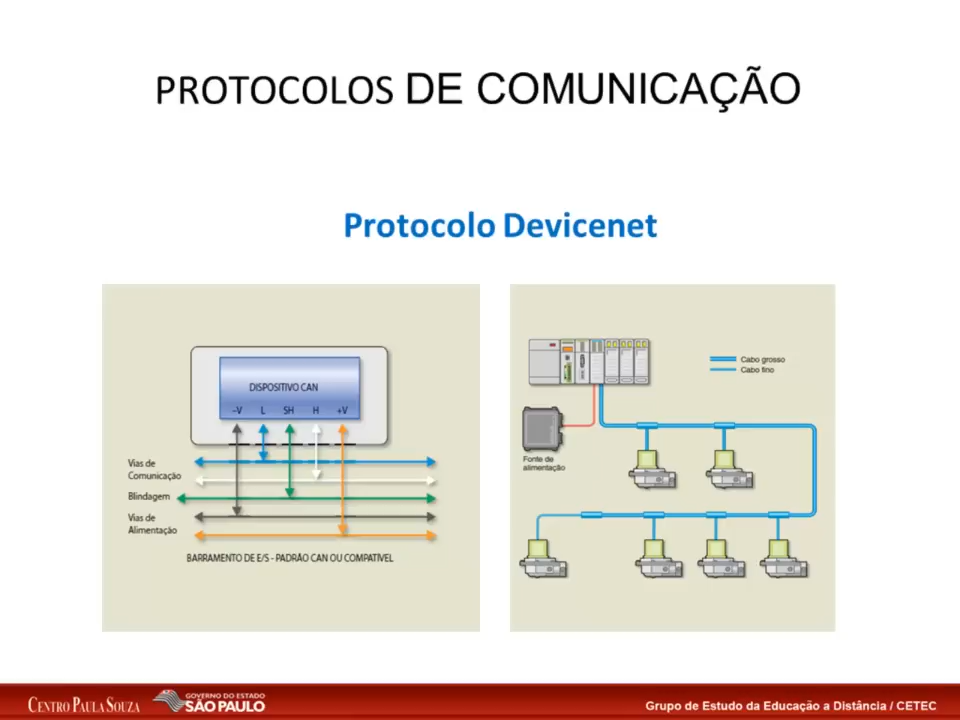 PROTOCOLOS DE COMUNICAÇÃO
Protocolo Devicenet
DISPOSITIVO CAN
–V L SH H +V
Vias de
Comunicação
Blindagem
Vias de
Alimentação
BARRAMENTO DE E/S - PADRÃO CAN OU COMPATÍVEL
Cabo grosso
Cabo fino
Fonte de
alimentação
CENTRO PAULA SOUZA
GOVERNO DO ESTADO
SÃO PAULO
Grupo de Estudo da Educação a Distância / CETEC